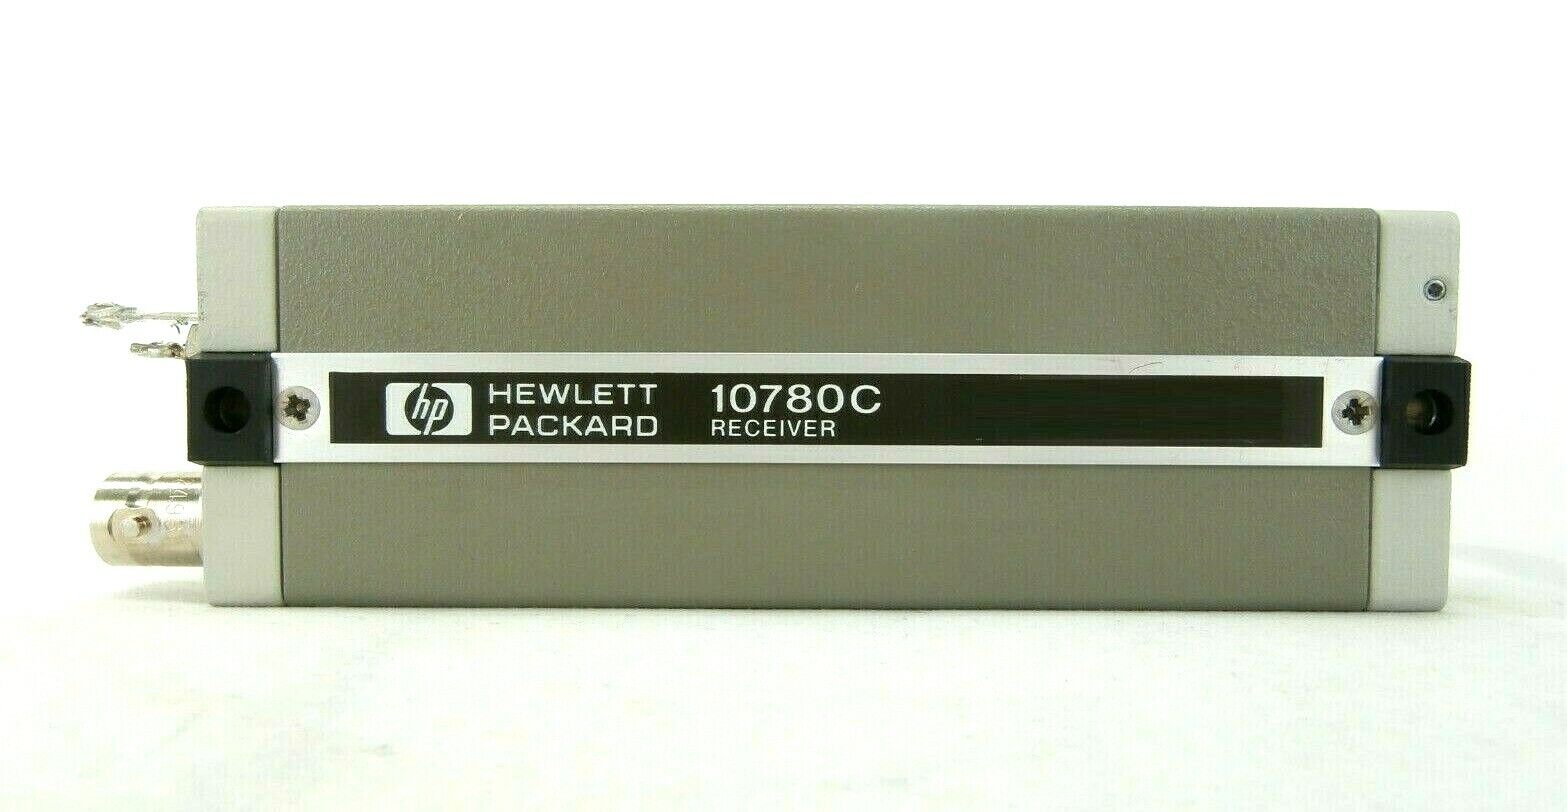 hp HEWLETT PACKARD
10780C
RECEIVER